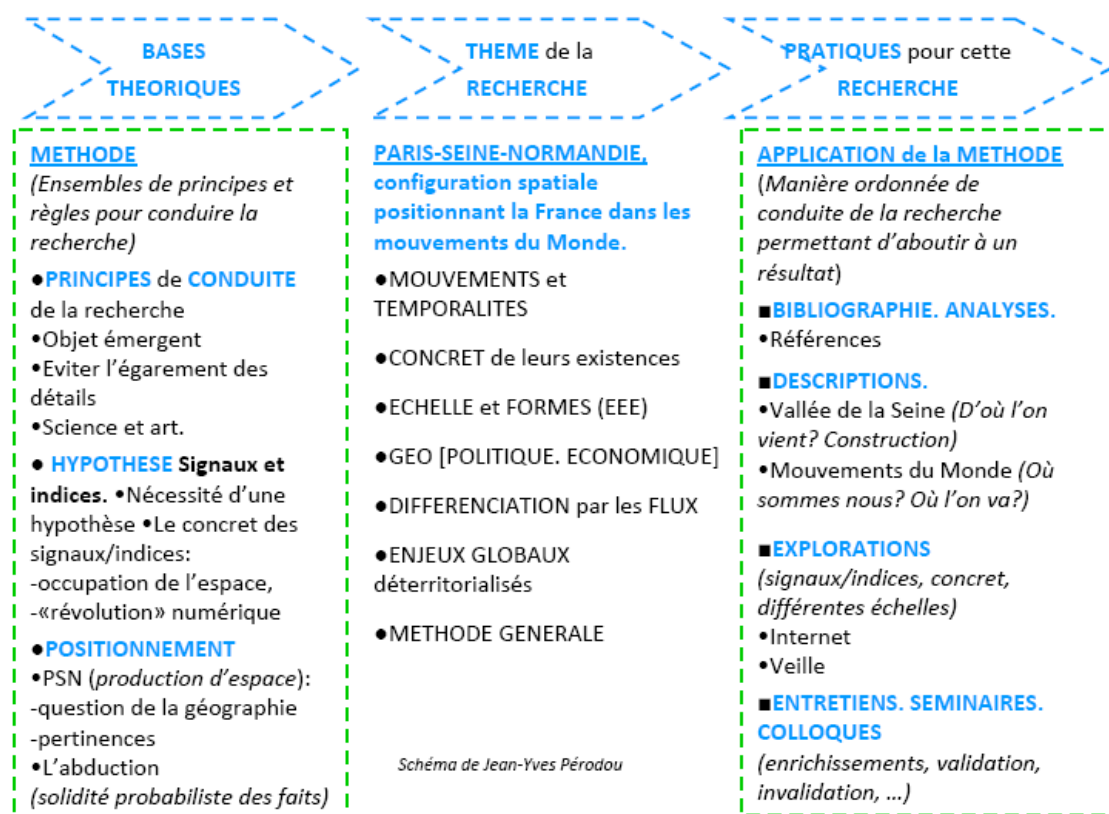 BASES
THEORIQUES
METHODE
(Ensembles de principes et
règles pour conduire la
recherche)
●PRINCIPES de CONDUITE
de la recherche
•Objet émergent
•Eviter l'égarement des
détails
•Science et art.
● HYPOTHESE Signaux et
indices. •Nécessité d'une
hypothèse •Le concret des
signaux/indices:
-occupation de l'espace,
-«révolution» numérique
●POSITIONNEMENT
•PSN (production d'espace):
-question de la géographie
-pertinences
•L'abduction
(solidité probabiliste des faits)
THEME de la
RECHERCHE
PARIS-SEINE-NORMANDIE,
configuration spatiale
positionnant la France dans les
mouvements du Monde.
●MOUVEMENTS et
TEMPORALITES
●CONCRET de leurs existences
●ECHELLE et FORMES (EEE)
●GEO [POLITIQUE. ECONOMIQUE]
●DIFFERENCIATION par les FLUX
●ENJEUX GLOBAUX
déterritorialisés
●METHODE GENERALE
Schéma de Jean-Yves Pérodou
PRATIQUES pour cette
RECHERCHE
APPLICATION de la METHODE
(Manière ordonnée de
conduite de la recherche
permettant d'aboutir à un
résultat)
■BIBLIOGRAPHIE. ANALYSES.
•Références
■DESCRIPTIONS.
•Vallée de la Seine (D'où l'on
vient? Construction)
•Mouvements du Monde (Où
sommes nous? Où l'on va?)
■EXPLORATIONS
(signaux/indices, concret,
différentes échelles)
•Internet
•Veille
■ENTRETIENS. SEMINAIRES.
COLLOQUES
(enrichissements, validation,
invalidation, …)